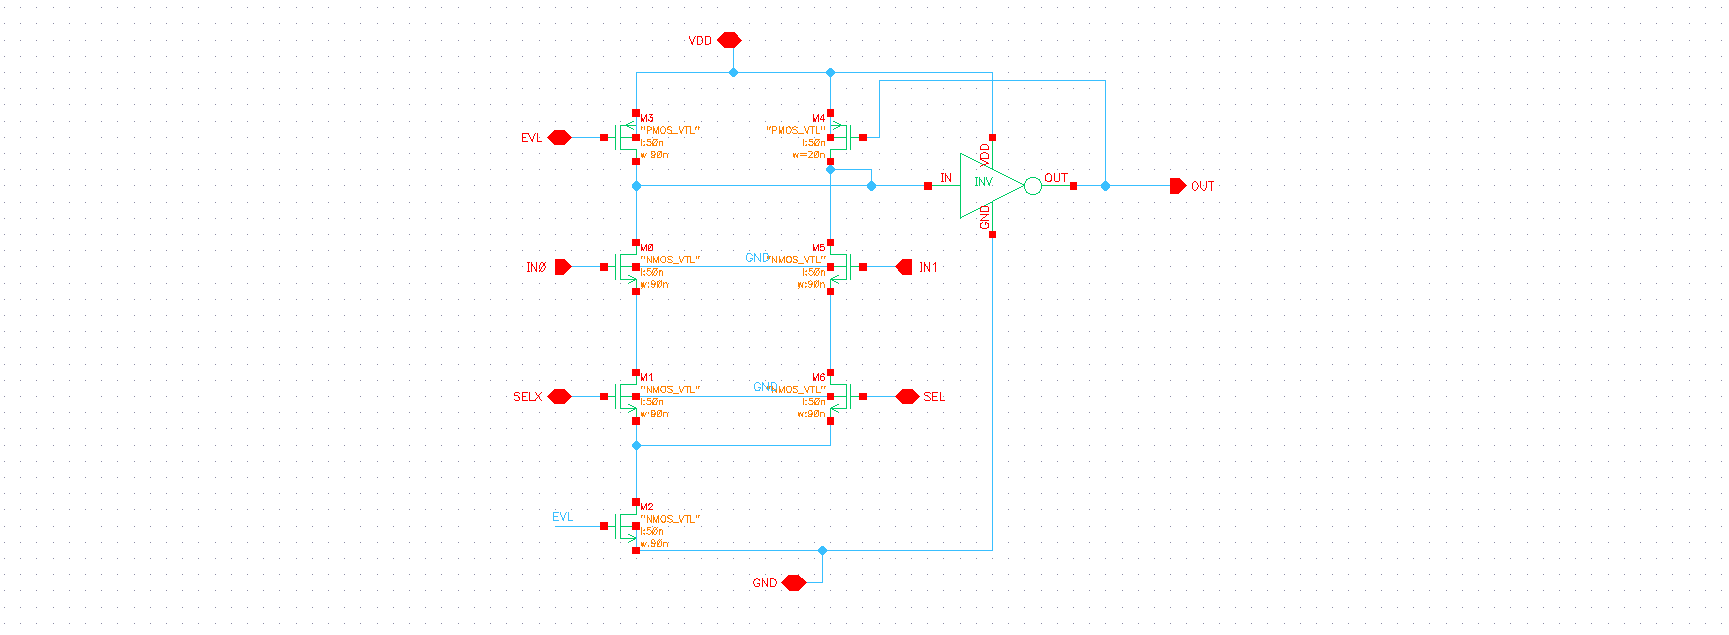 VDD
M3
"PMOS_VTL"
l:50n
w:90n
EVL
M4
"PMOS_VTL"
l:50n
w=20n
IN
VDD
INV
GND
OUT
OUT
IN0
M0
"NMOS_VTL"
l:50n
w:90n
GND
M5
"NMOS_VTL"
l:50n
w:90n
IN1
SELX
M1
"NMOS_VTL"
l:50n
w:90n
GND
M6
"NMOS_VTL"
l:50n
w:90n
SEL
EVL
M2
"NMOS_VTL"
l:50n
w:90n
GND